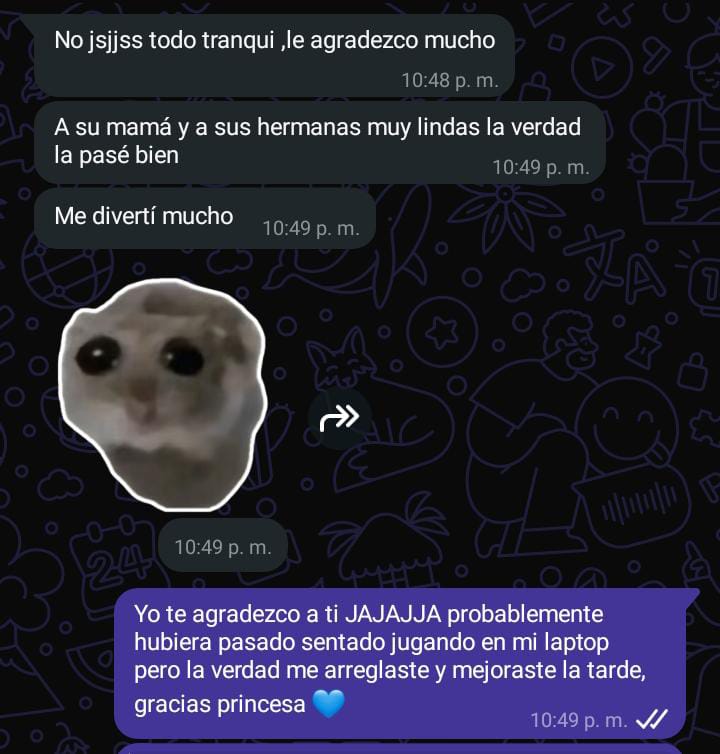 No jsjjss todo tranqui ,le agradezco mucho
10:48 p. m.
A su mamá y a sus hermanas muy lindas la verdad
la pasé bien
10:49 p. m.
Me divertí mucho
10:49 p. m.
10:49 p. m.
Yo te agradezco a ti JAJAJJA probablemente
hubiera pasado sentado jugando en mi laptop
pero la verdad me arreglaste y mejoraste la tarde,
gracias princesa 💙
10:49 p. m.